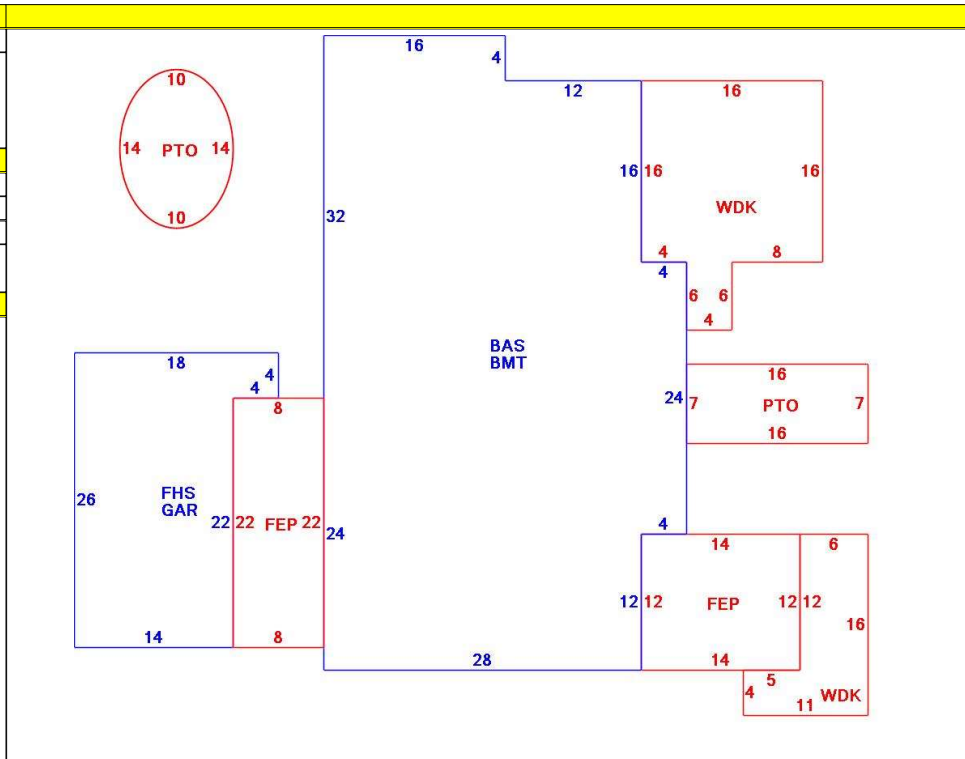 16
4
12
16
10
14 PTO 14
10
32
16 16 16
WDK
4 8
4
6 6
4
BAS
BMT
18
4
4
8
16
24 7 PTO 7
16
26
FHS
GAR
22 22 FEP 22 24
4
14 6
12 12 FEP 12 12
16
14 8
28 14
5
4 WDK
11